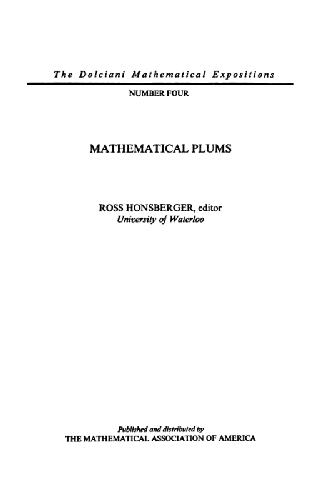 The Dolciani Mathematical Expositions
NUMBER FOUR
MATHEMATICAL PLUMS
ROSS HONSBERGER, editor
University of Waterloo
Published and distributed by
THE MATHEMATICAL ASSOCIATION OF AMERICA